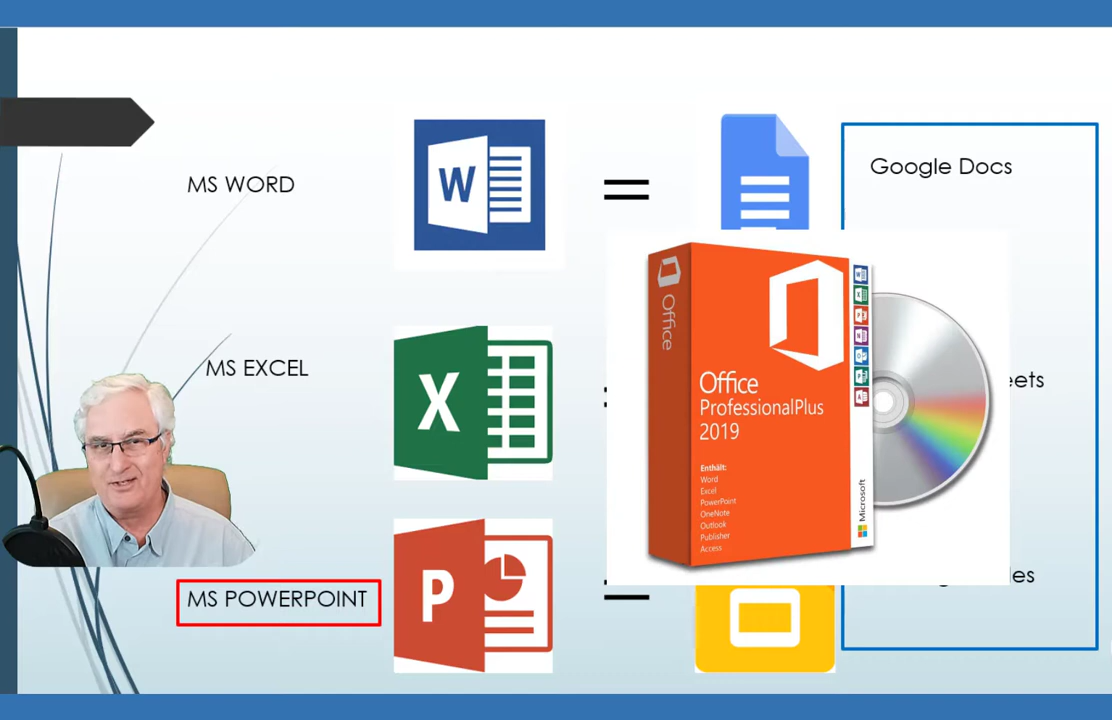 MS WORD
W
=
Google Docs
Office
Office
ProfessionalPlus
2019
Enthält:
Word
Excel
PowerPoint
OneNote
Outlook
Publisher
Access
Microsoft
MS EXCEL
X
eets
MS POWERPOINT
P
=
es